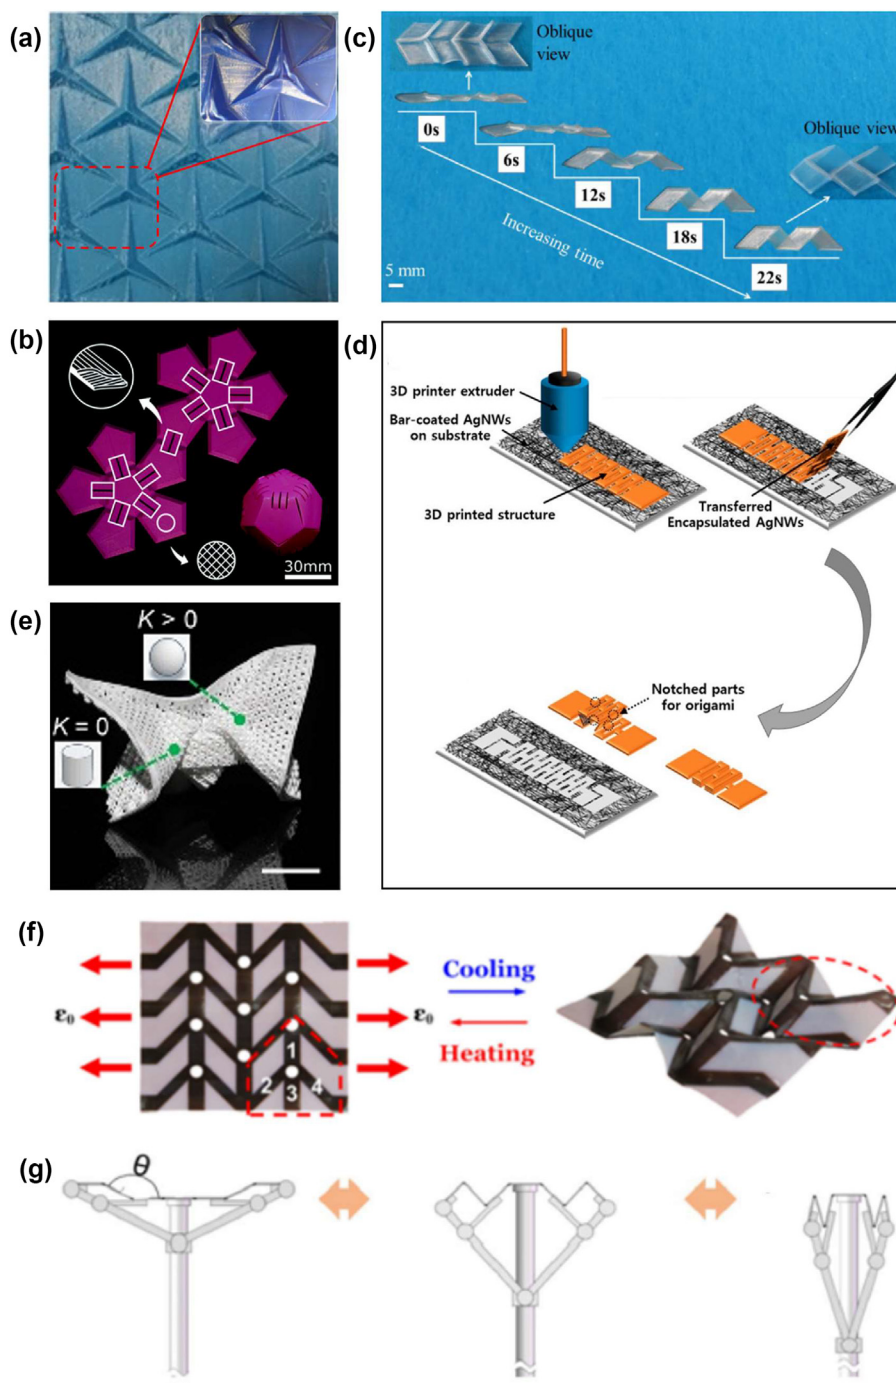 (a)
(c)
Oblique
view
0s
6s
12s
18s
22s
Oblique view
Increasing time
5 mm
(b)
30mm
(d)
3D printer extruder
Bar-coated AgNWs
on substrate
3D printed structure
Transferred
Encapsulated AgNWs
Notched parts
for origami
(e)
K > 0
K = 0
(f)
ε₀
ε₀
1
2
3
4
Cooling
Heating
(g)
θ